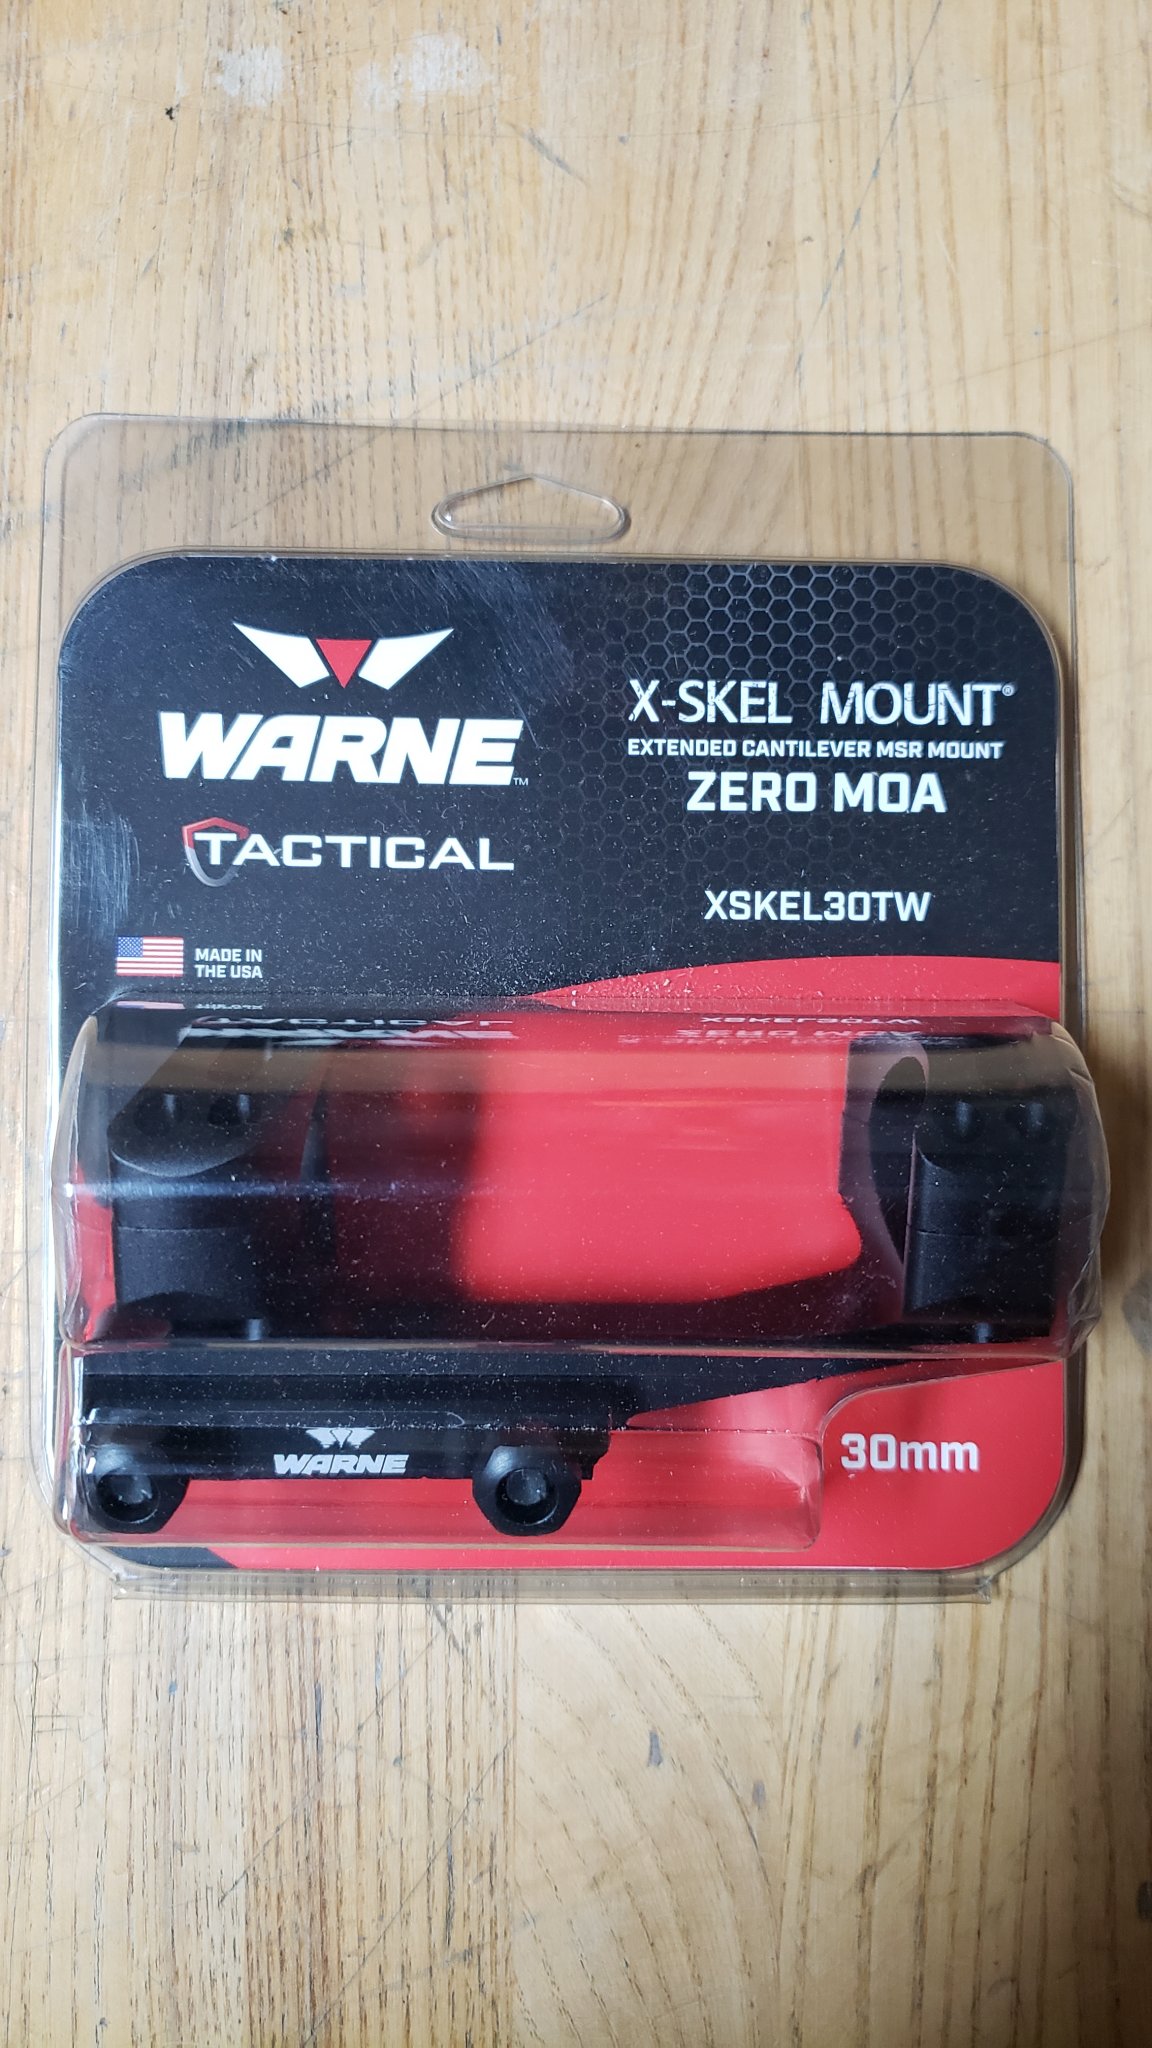 WARNE™
TACTICAL
MADE IN
THE USA
X-SKEL MOUNT®
EXTENDED CANTILEVER MSR MOUNT
ZERO MOA
XSKEL30TW
WARNE
30mm